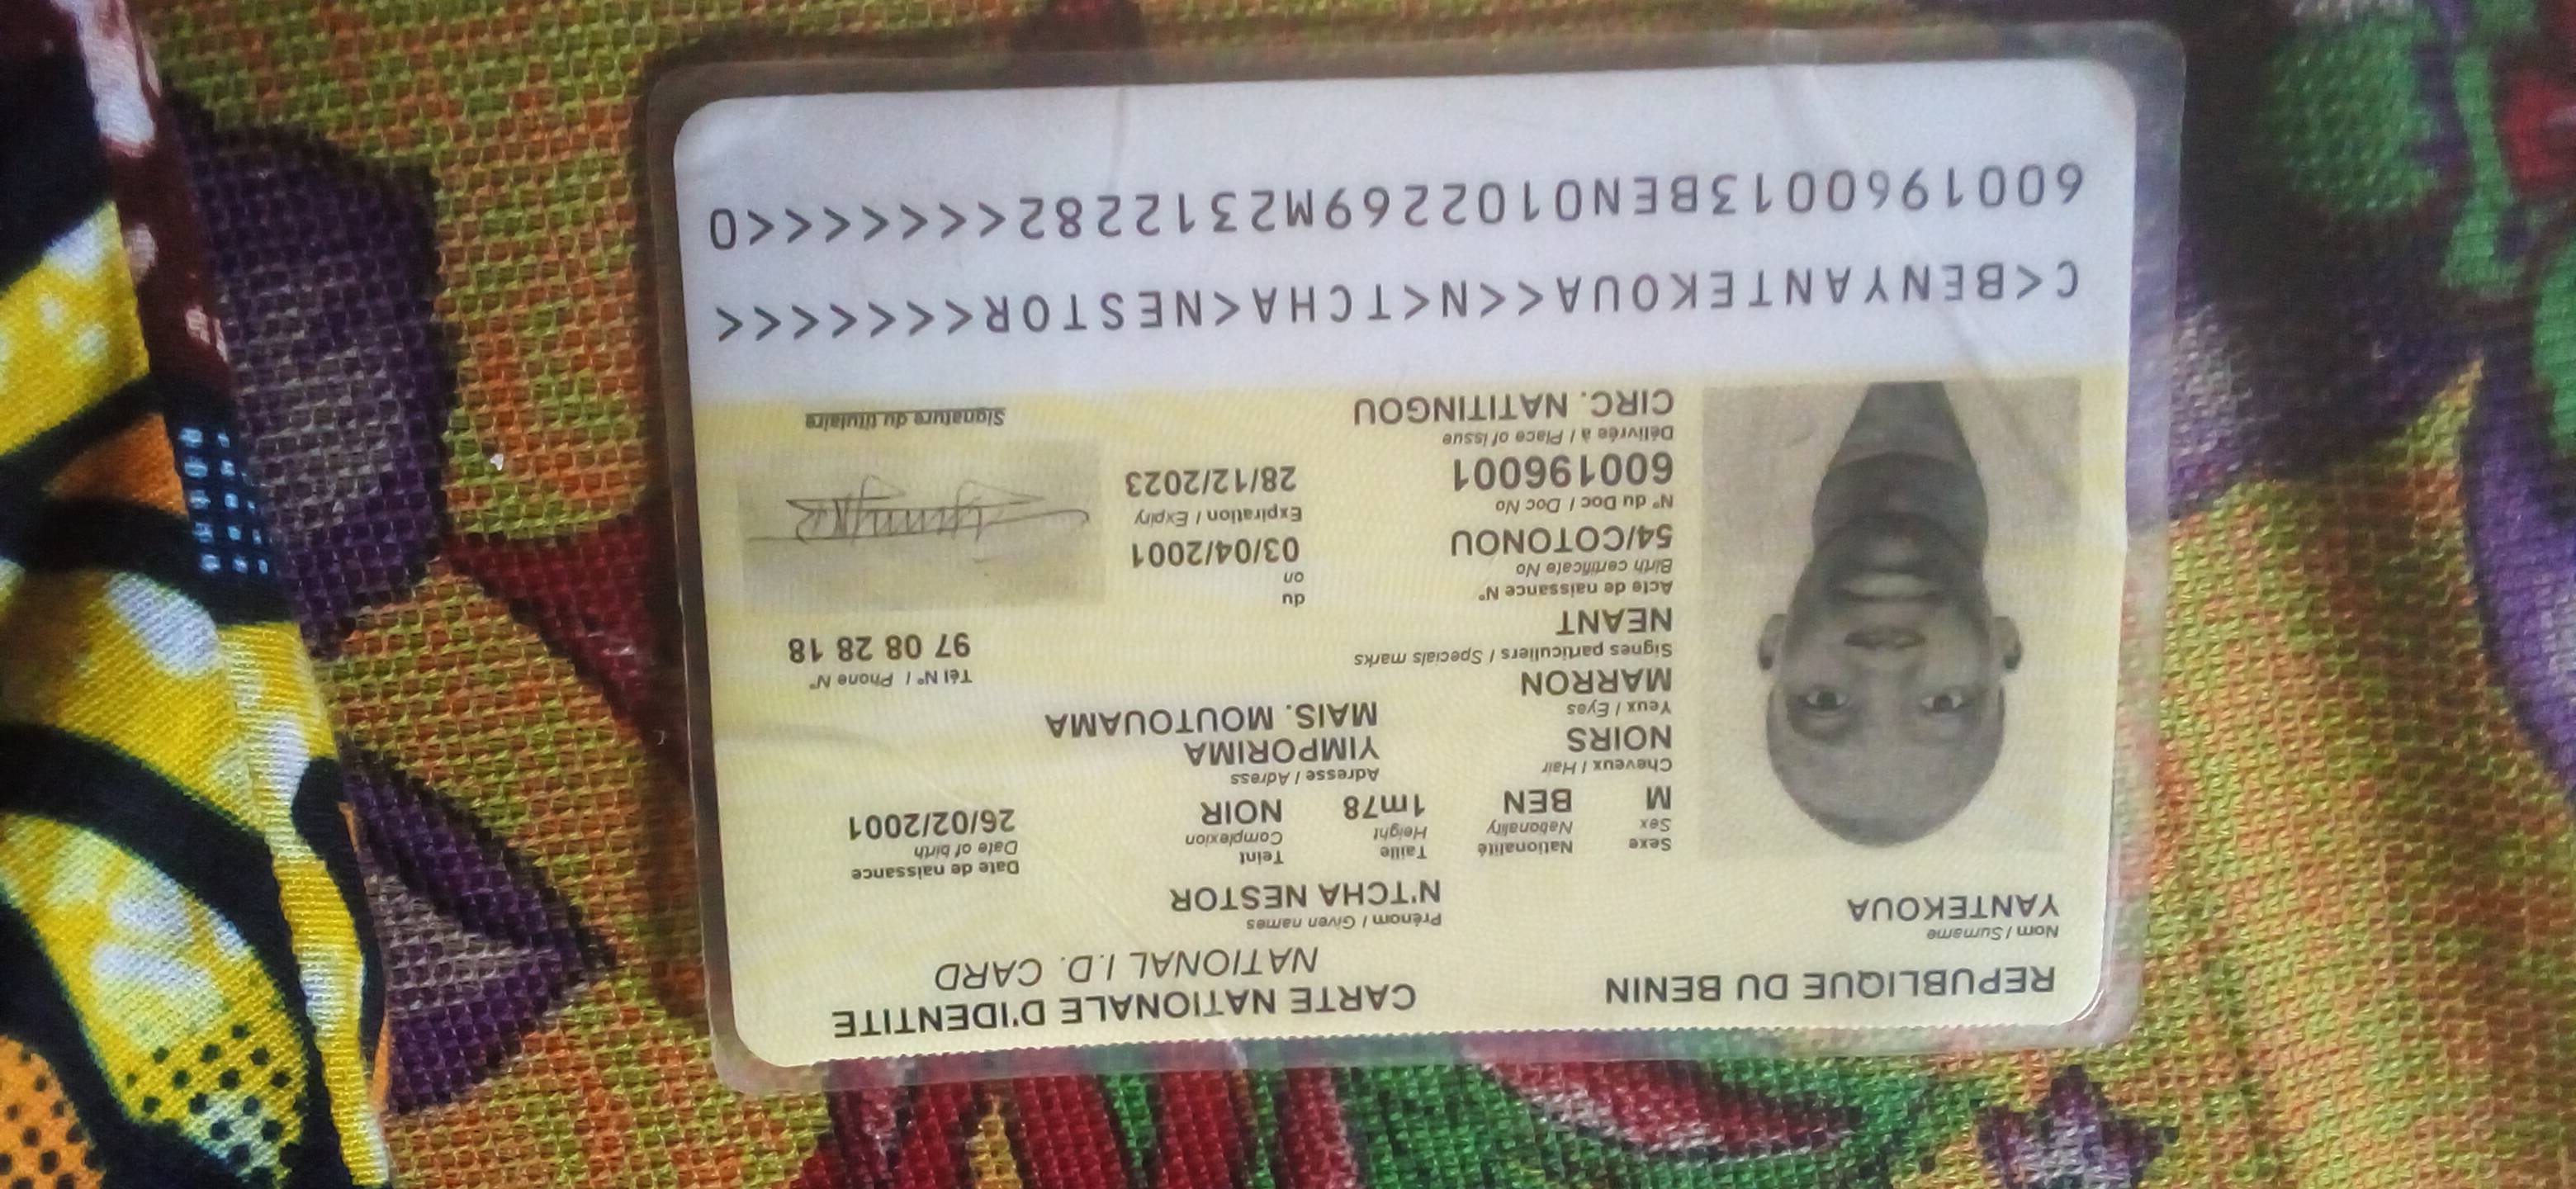 REPUBLIQUE DU BENIN
CARTE NATIONALE D'IDENTITE
NATIONAL I.D. CARD
Nom / Surname
YANTEKOUA
Prénom / Given names
N'TCHA NESTOR
Sexe Nationalité Taille Teint Date de naissance
Sex Nationality Height Complexion Date of birth
M BEN 1m78 NOIR 26/02/2001
Cheveux / Hair Adresse / Adress
NOIRS YIMPORIMA
Yeux / Eyes MAIS. MOUTOUAMA
MARRON
Tél N° / Phone N°
97 08 28 18
Signes particuliers / Specials marks
NEANT
Acte de naissance N° du
Birth certificate No on
54/COTONOU 03/04/2001
N° du Doc / Doc No Expiration / Expiry
600196001 28/12/2023
Délivrée à / Place of Issue
CIRC. NATITINGOU
Signature du titulaire
C<BENYANTEKOUA<<N<TCHA<NESTOR<<<<<<<
6001960013BEN0102269M2312282<<<<<<<0